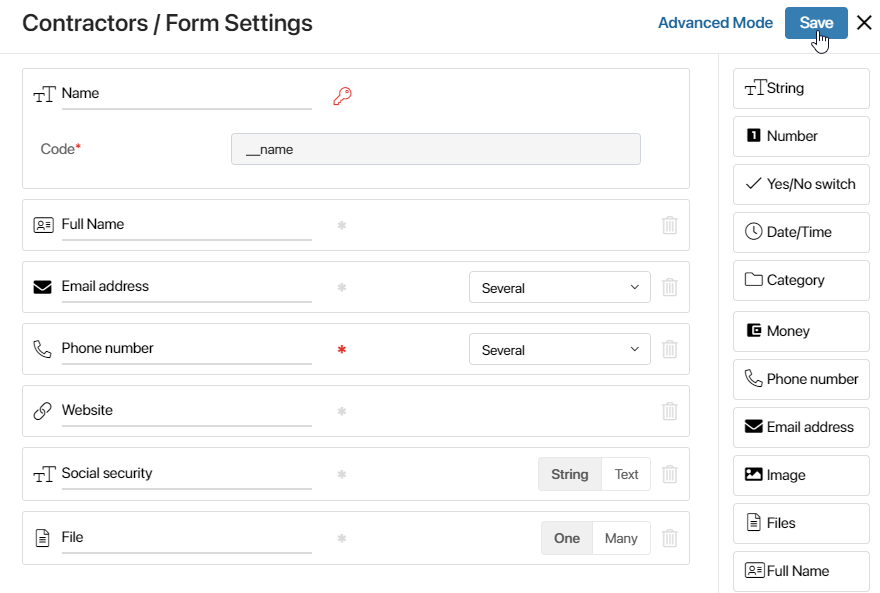 Contractors / Form Settings
Advanced Mode
Save
Name
Code*
__name
Full Name
*
Email address
*
Several
Phone number
*
Several
Website
*
Social security
*
String
Text
File
*
One
Many
String
Number
Yes/No switch
Date/Time
Category
Money
Phone number
Email address
Image
Files
Full Name